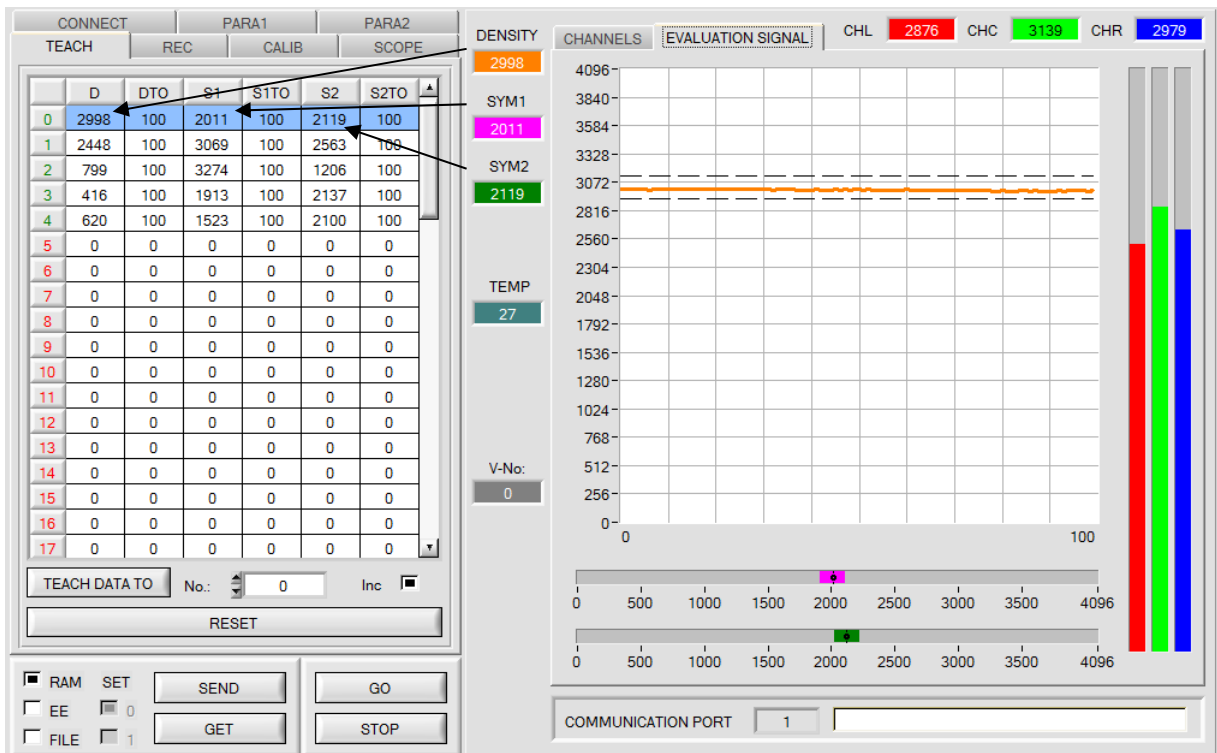 CONNECT PARA1 PARA2
TEACH REC CALIB SCOPE
D DTO S1 S1TO S2 S2TO
0 2998 100 2011 100 2119 100
1 2448 100 3069 100 2563 100
2 799 100 3274 100 1206 100
3 416 100 1913 100 2137 100
4 620 100 1523 100 2100 100
5 0 0 0 0 0 0
6 0 0 0 0 0 0
7 0 0 0 0 0 0
8 0 0 0 0 0 0
9 0 0 0 0 0 0
10 0 0 0 0 0 0
11 0 0 0 0 0 0
12 0 0 0 0 0 0
13 0 0 0 0 0 0
14 0 0 0 0 0 0
15 0 0 0 0 0 0
16 0 0 0 0 0 0
17 0 0 0 0 0 0
TEACH DATA TO No.: 0 Inc
RESET
RAM SET SEND GO
EE 0
GET STOP
FILE 1
DENSITY
2998
SYM1
2011
SYM2
2119
TEMP
27
V-No:
0
CHANNELS EVALUATION SIGNAL CHL 2876 CHC 3139 CHR 2979
4096
3840
3584
3328
3072
2816
2560
2304
2048
1792
1536
1280
1024
768
512
256
0
0 100
0 500 1000 1500 2000 2500 3000 3500 4096
0 500 1000 1500 2000 2500 3000 3500 4096
COMMUNICATION PORT 1